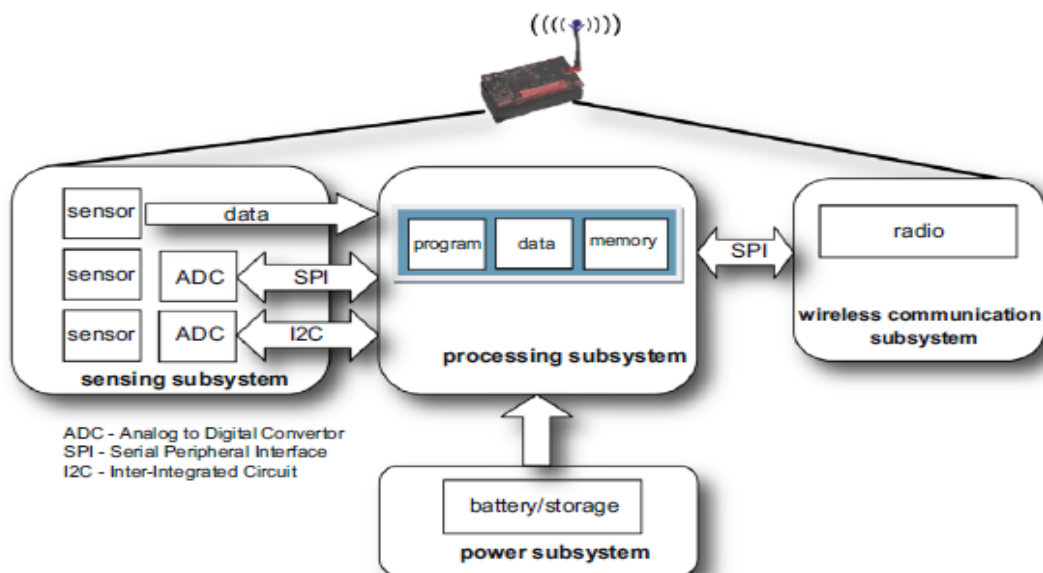 sensor
data
sensor
ADC
SPI
sensor
ADC
I2C
sensing subsystem
program
data
memory
processing subsystem
SPI
radio
wireless communication
subsystem
ADC - Analog to Digital Convertor
SPI - Serial Peripheral Interface
I2C - Inter-Integrated Circuit
battery/storage
power subsystem